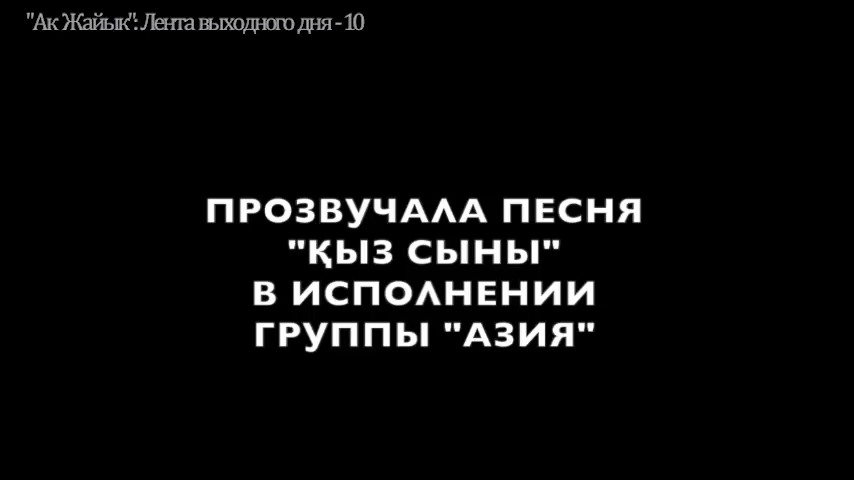 "Ак Жайык": Лента выходного дня - 10
ПРОЗВУЧАЛА ПЕСНЯ
"ҚЫЗ СЫНЫ"
В ИСПОЛНЕНИИ
ГРУППЫ "АЗИЯ"